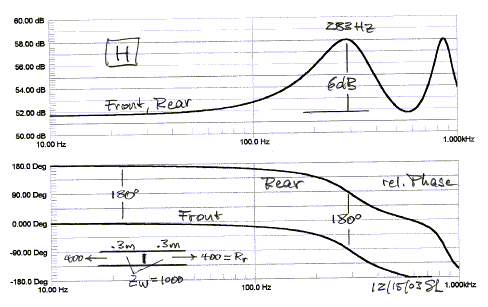 60.00 dB
58.00 dB
56.00 dB
54.00 dB
52.00 dB
50.00 dB
283 Hz
H
6dB
Front, Rear
10.00 Hz
100.0 Hz
1.000kHz
180.0 Deg
90.00 Deg
0.000 Deg
-90.00 Deg
-180.0 Deg
Rear
rel. Phase
180°
Front
180°
.3m .3m
400 400 = Rr
Zw = 1000
10.00 Hz
100.0 Hz
1.000kHz
12/15/03 SL